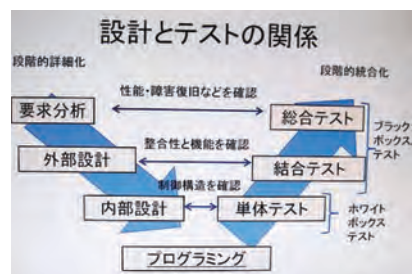 設計とテストの関係
段階的詳細化
段階的統合化
性能・障害復旧などを確認
要求分析
総合テスト
整合性と機能を確認
外部設計
結合テスト
ブラック
ボックス
テスト
制御構造を確認
内部設計
単体テスト
ホワイト
ボックス
テスト
プログラミング